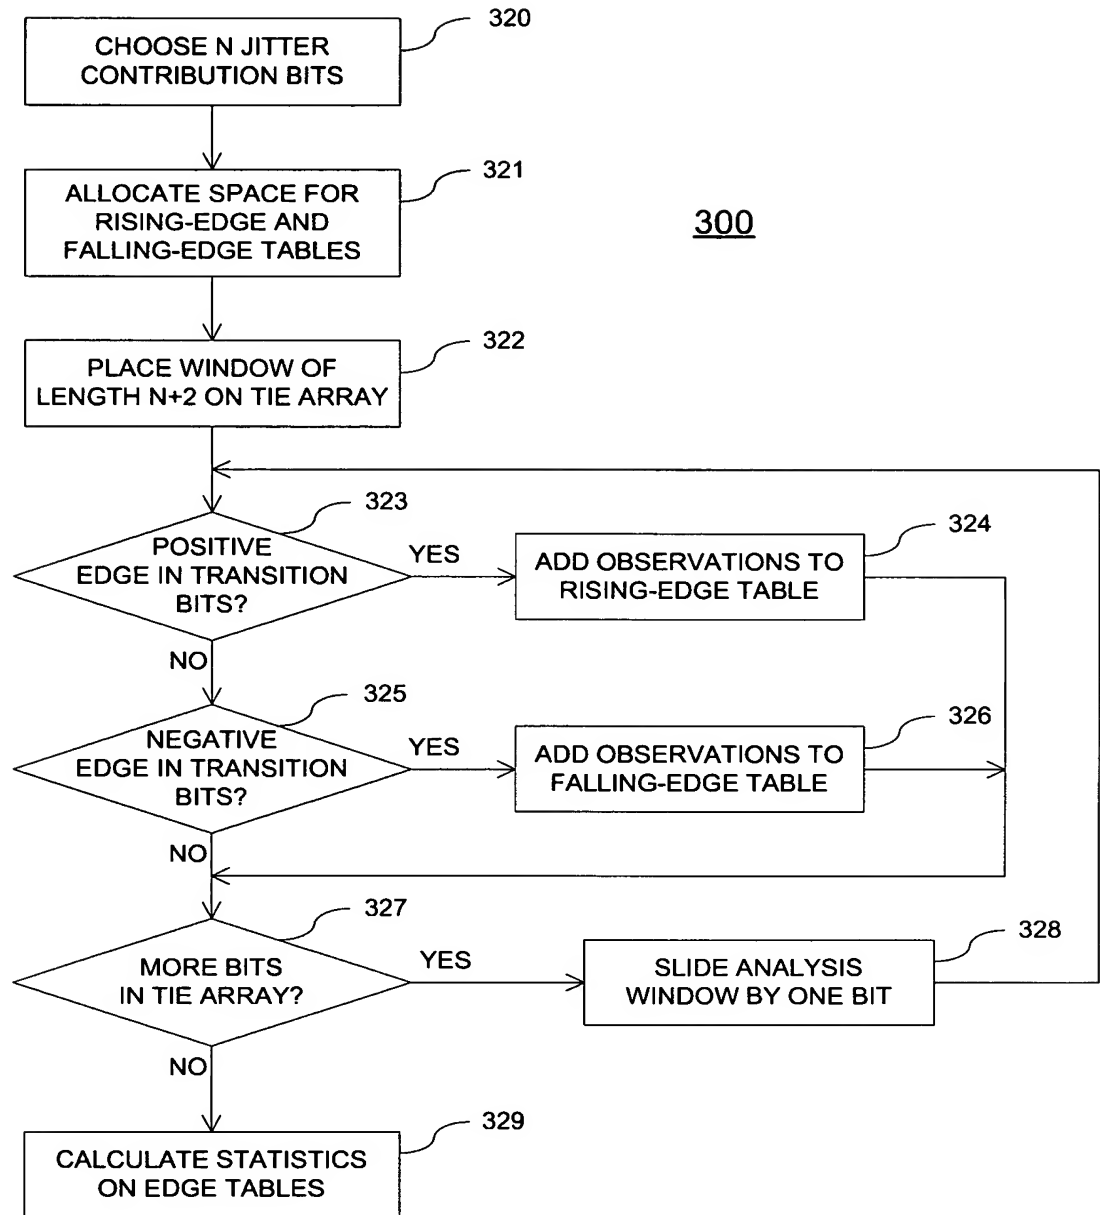 320
CHOOSE N JITTER
CONTRIBUTION BITS
321
ALLOCATE SPACE FOR
RISING-EDGE AND
FALLING-EDGE TABLES
300
322
PLACE WINDOW OF
LENGTH N+2 ON TIE ARRAY
323
POSITIVE
EDGE IN TRANSITION
BITS?
YES
324
ADD OBSERVATIONS TO
RISING-EDGE TABLE
NO
325
NEGATIVE
EDGE IN TRANSITION
BITS?
YES
326
ADD OBSERVATIONS TO
FALLING-EDGE TABLE
NO
327
MORE BITS
IN TIE ARRAY?
YES
328
SLIDE ANALYSIS
WINDOW BY ONE BIT
NO
329
CALCULATE STATISTICS
ON EDGE TABLES